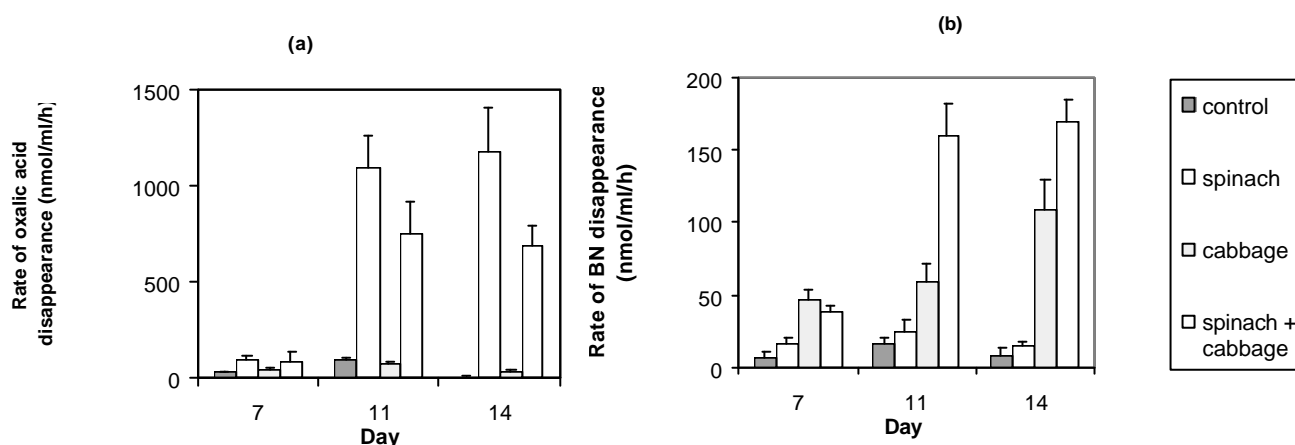 (a)
Rate of oxalic acid
disappearance (nmol/ml/h)
1500
1000
500
0
7 11 14
Day
(b)
Rate of BN disappearance
(nmol/ml/h)
200
150
100
50
0
7 11 14
Day
control
spinach
cabbage
spinach +
cabbage